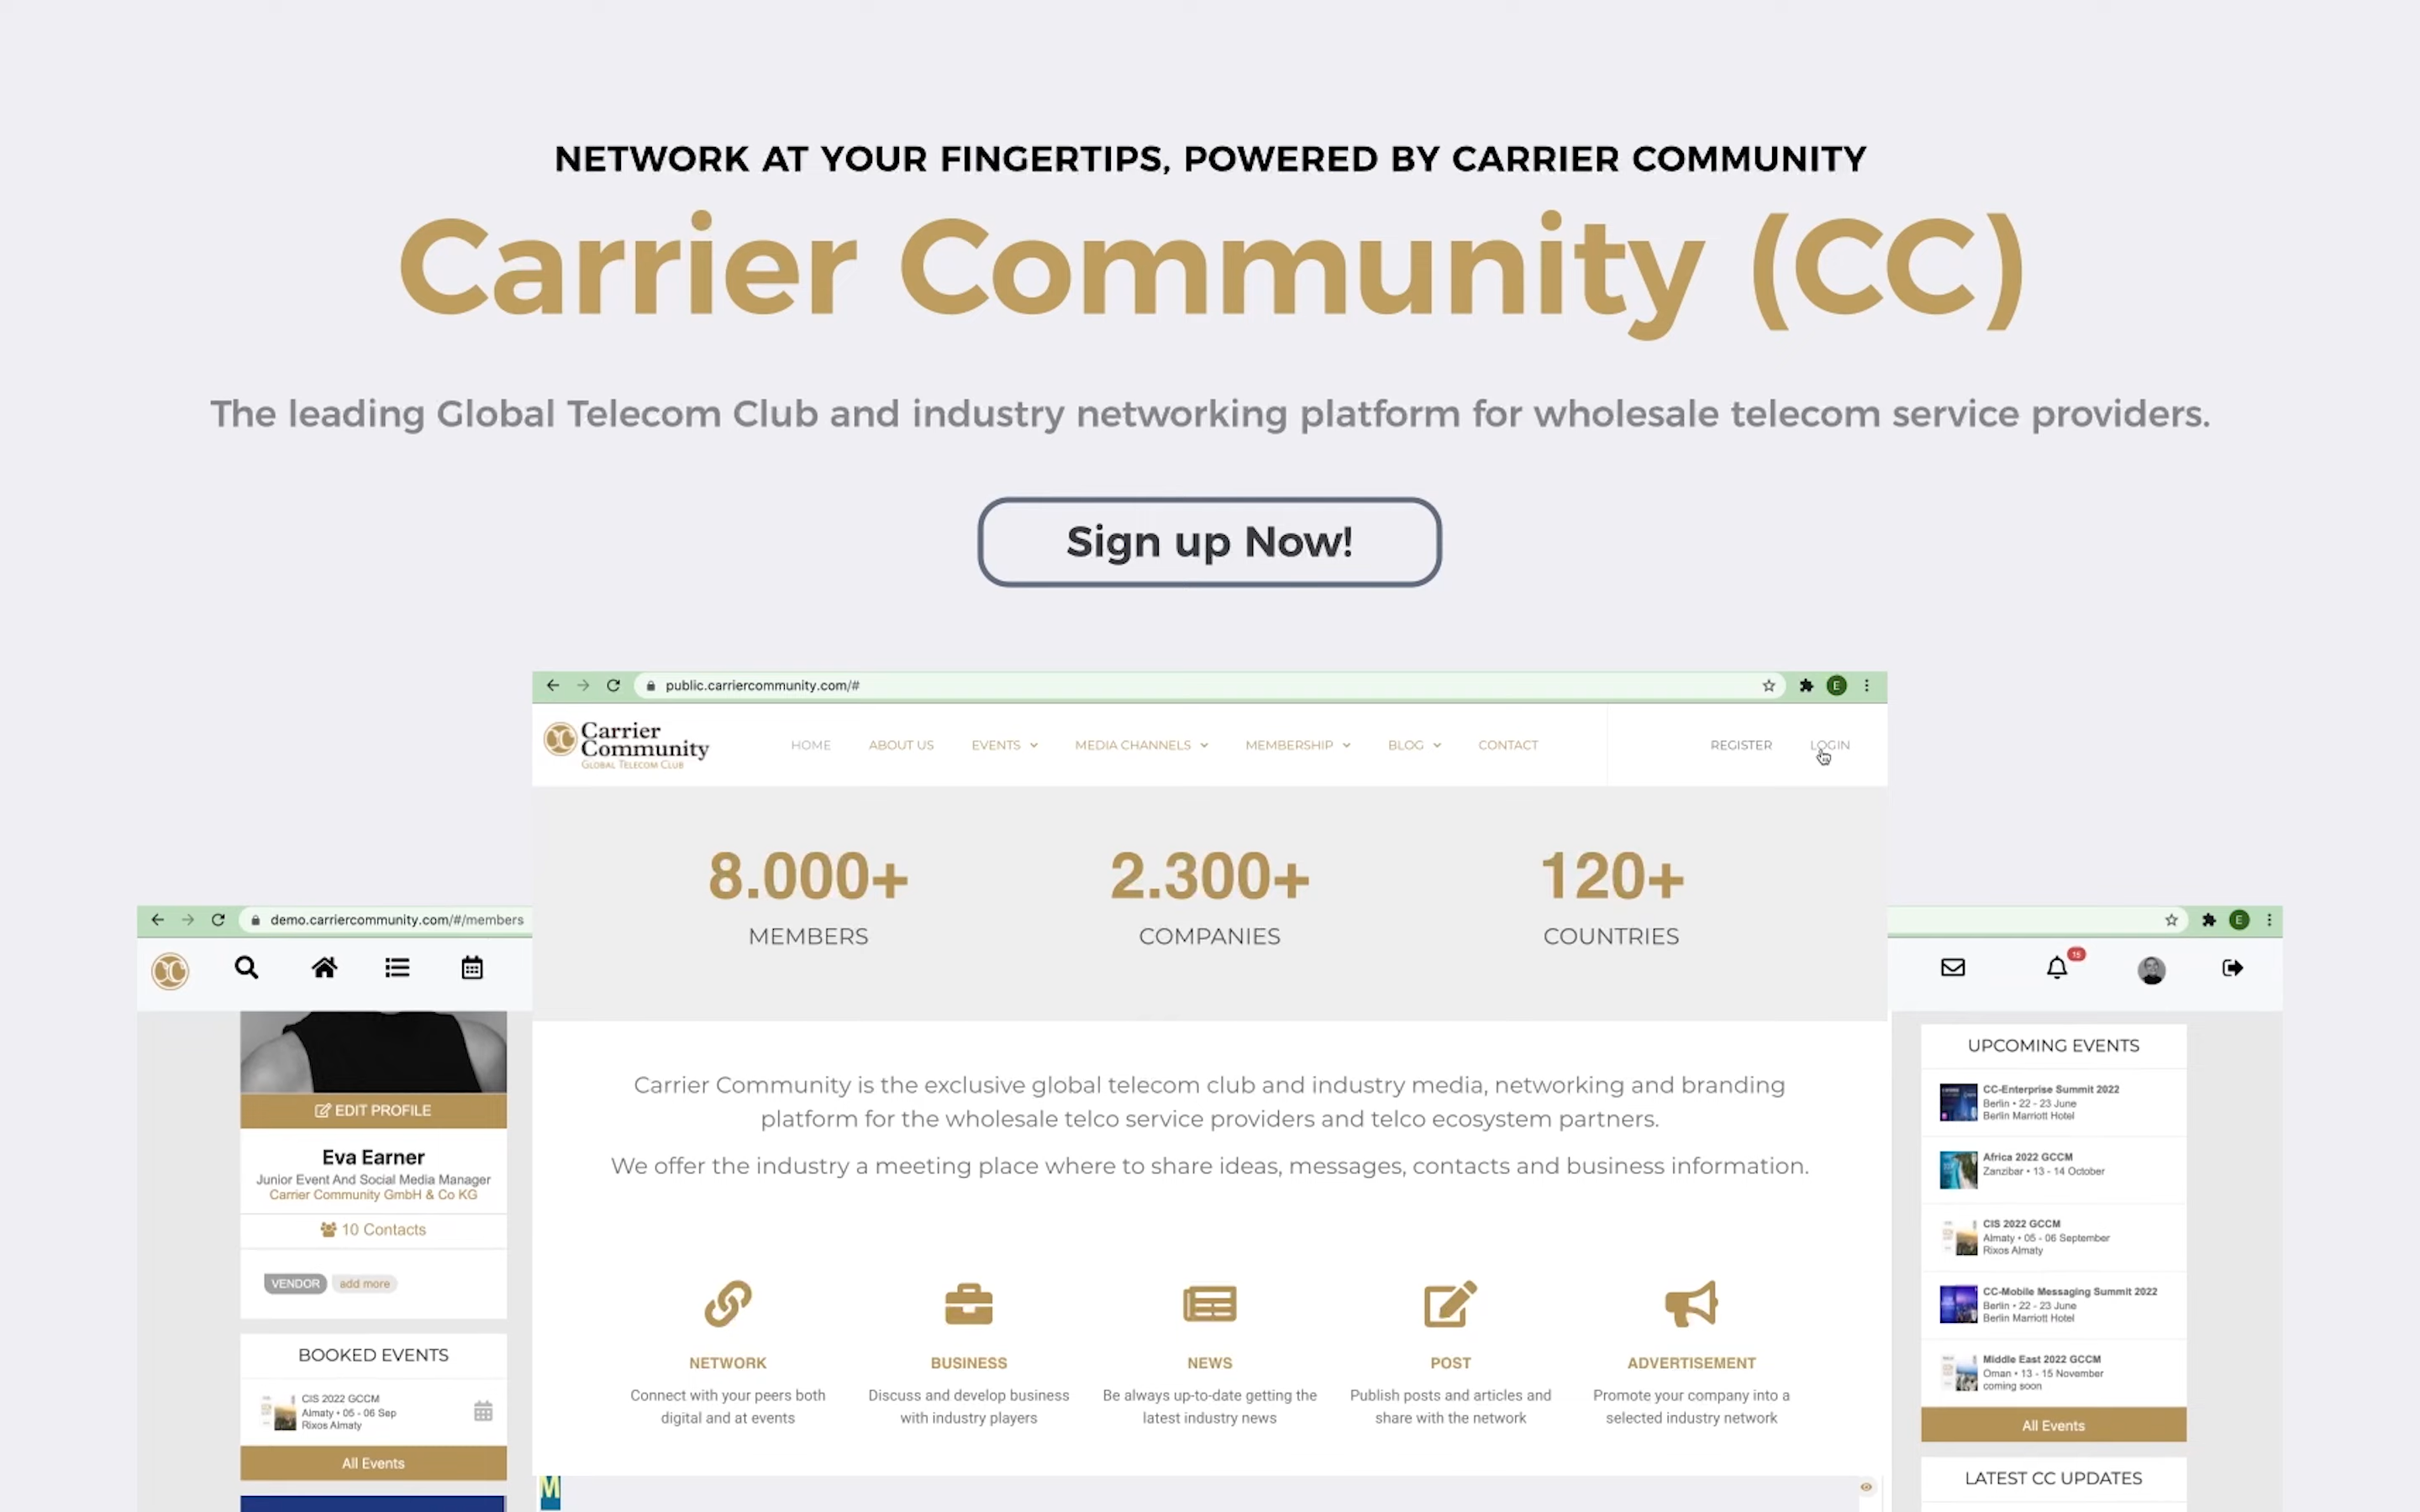 NETWORK AT YOUR FINGERTIPS, POWERED BY CARRIER COMMUNITY
Carrier Community (CC)
The leading Global Telecom Club and industry networking platform for wholesale telecom service providers.
Sign up Now!
public.carriercommunity.com/#
E
Carrier
Community
GLOBAL TELECOM CLUB
HOME ABOUT US EVENTS MEDIA CHANNELS MEMBERSHIP BLOG CONTACT REGISTER LOGIN
8.000+ 2.300+ 120+
MEMBERS COMPANIES COUNTRIES
Carrier Community is the exclusive global telecom club and industry media, networking and branding
platform for the wholesale telco service providers and telco ecosystem partners.
We offer the industry a meeting place where to share ideas, messages, contacts and business information.
NETWORK
Connect with your peers both
digital and at events
BUSINESS
Discuss and develop business
with industry players
NEWS
Be always up-to-date getting the
latest industry news
POST
Publish posts and articles and
share with the network
ADVERTISEMENT
Promote your company into a
selected industry network
M
demo.carriercommunity.com/#/members
EDIT PROFILE
Eva Earner
Junior Event And Social Media Manager
Carrier Community GmbH & Co KG
10 Contacts
VENDOR add more
BOOKED EVENTS
CIS 2022 GCCM
Almaty • 05 - 06 Sep
Rixos Almaty
All Events
E
15
UPCOMING EVENTS
CC-Enterprise Summit 2022
Berlin • 22 - 23 June
Berlin Marriott Hotel
Africa 2022 GCCM
Zanzibar • 13 - 14 October
CIS 2022 GCCM
Almaty • 05 - 06 September
Rixos Almaty
CC-Mobile Messaging Summit 2022
Berlin • 22 - 23 June
Berlin Marriott Hotel
Middle East 2022 GCCM
Oman • 13 - 15 November
coming soon
All Events
LATEST CC UPDATES